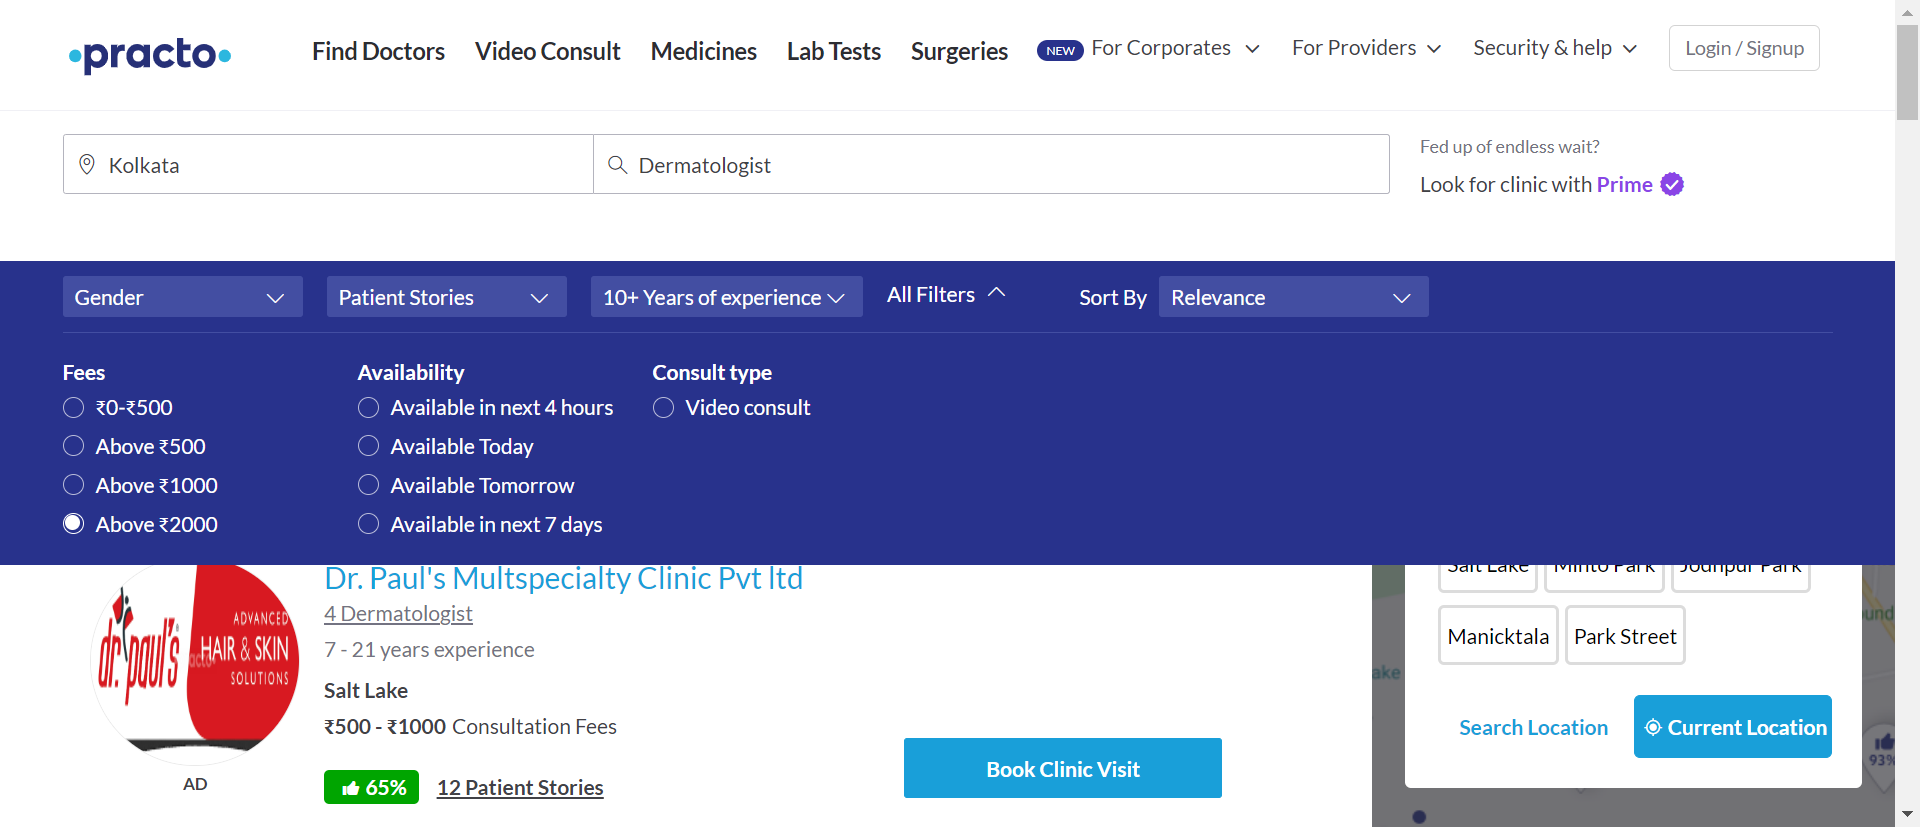 practo
Find Doctors Video Consult Medicines Lab Tests Surgeries NEW For Corporates For Providers Security & help Login / Signup
Kolkata Dermatologist
Fed up of endless wait?
Look for clinic with Prime
Gender Patient Stories 10+ Years of experience All Filters Sort By Relevance
Fees Availability Consult type
₹0-₹500 Available in next 4 hours Video consult
Above ₹500 Available Today
Above ₹1000 Available Tomorrow
Above ₹2000 Available in next 7 days
Salt Lake Minto Park Jodhpur Park
Dr. Paul's Multspecialty Clinic Pvt ltd
4 Dermatologist
7 - 21 years experience
Salt Lake
₹500 - ₹1000 Consultation Fees
65% 12 Patient Stories
Book Clinic Visit
dr. paul's
ADVANCED
HAIR & SKIN
SOLUTIONS
AD
Manicktala Park Street
Search Location Current Location
93%